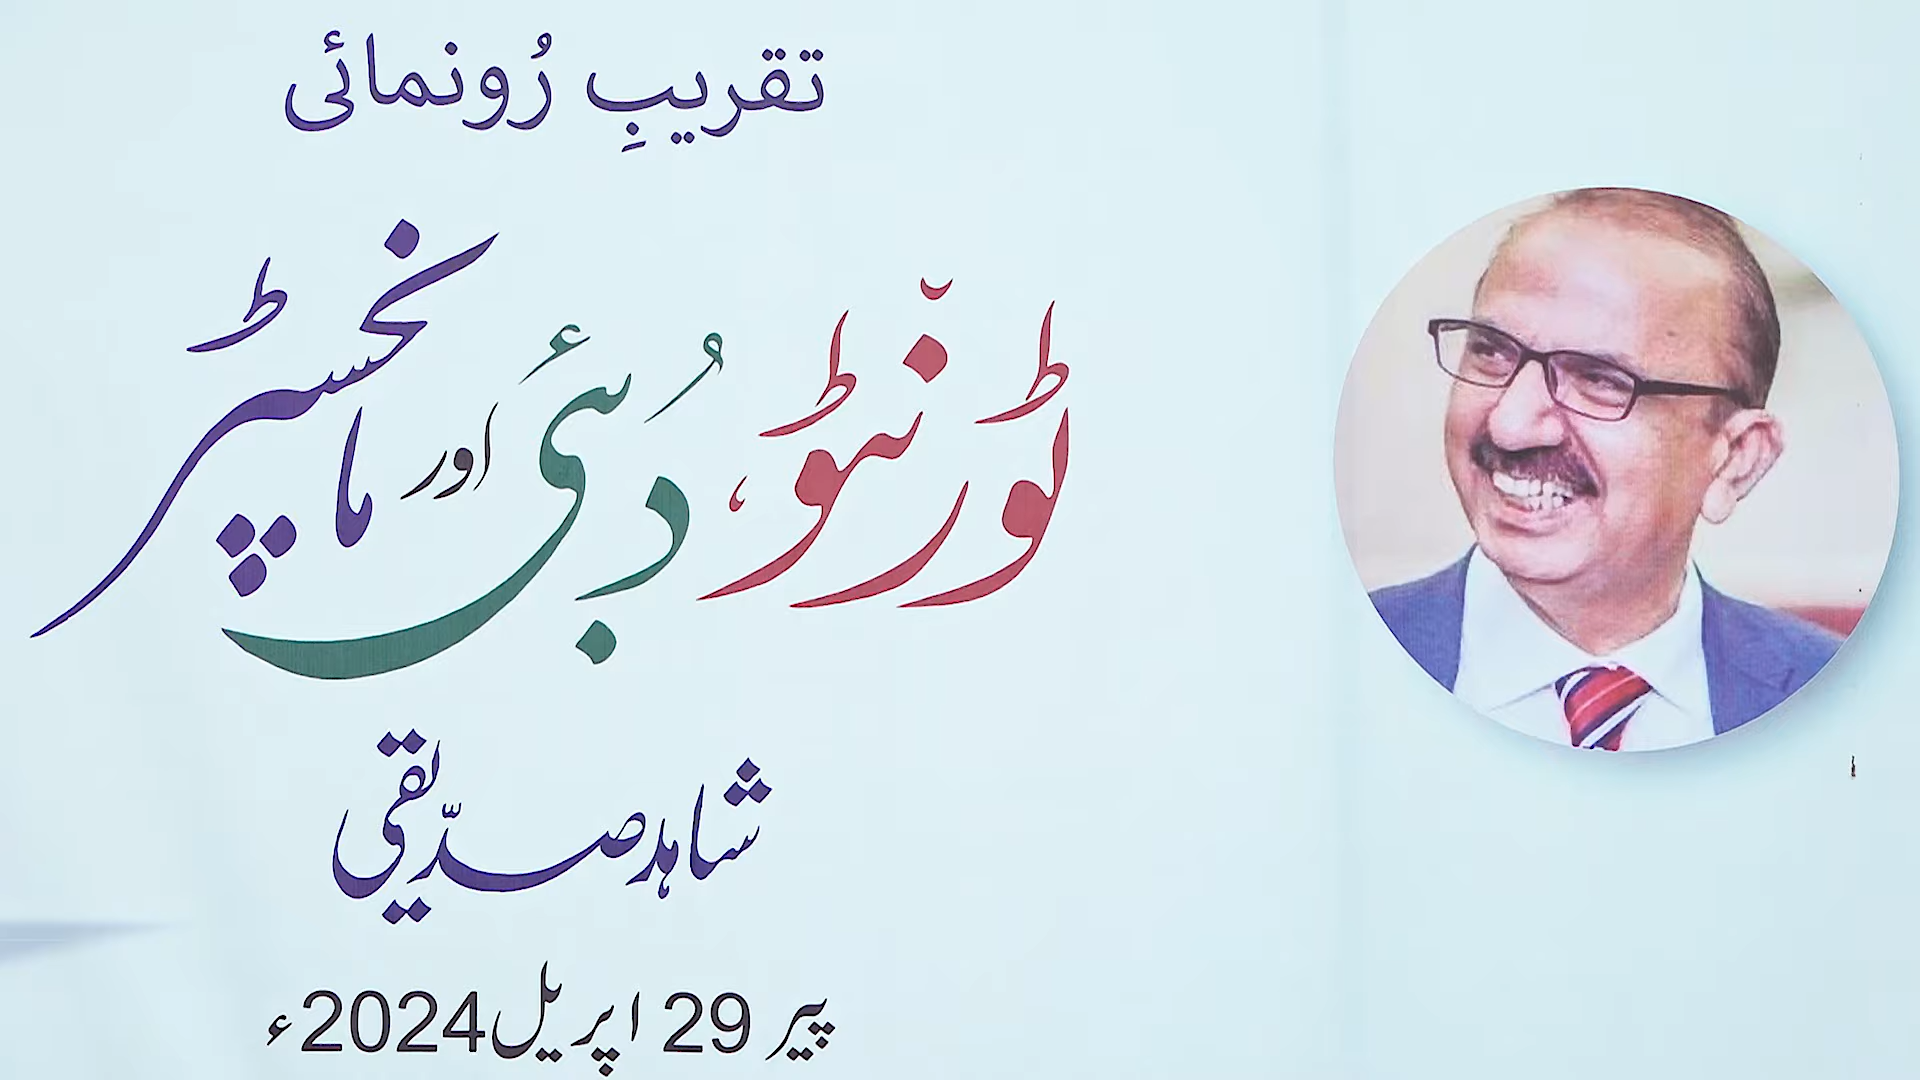 تقریبِ رُونمائی
ٹورنٹو، دُبئی اور مانچسٹر
شاہد صدّیقی
پیر 29 اپریل 2024ء